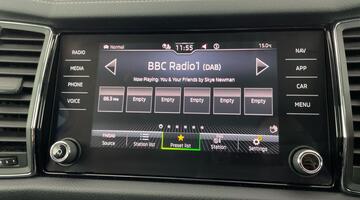 Normal 11:55 15.0°C
RADIO
MEDIA
PHONE
VOICE
BBC Radio1 (DAB)
Now Playing: You & Your Friends by Skye Newman
88.3 MHz Empty Empty Empty Empty Empty
Source Station list Preset list Station Settings
NAV
APP
CAR
MENU